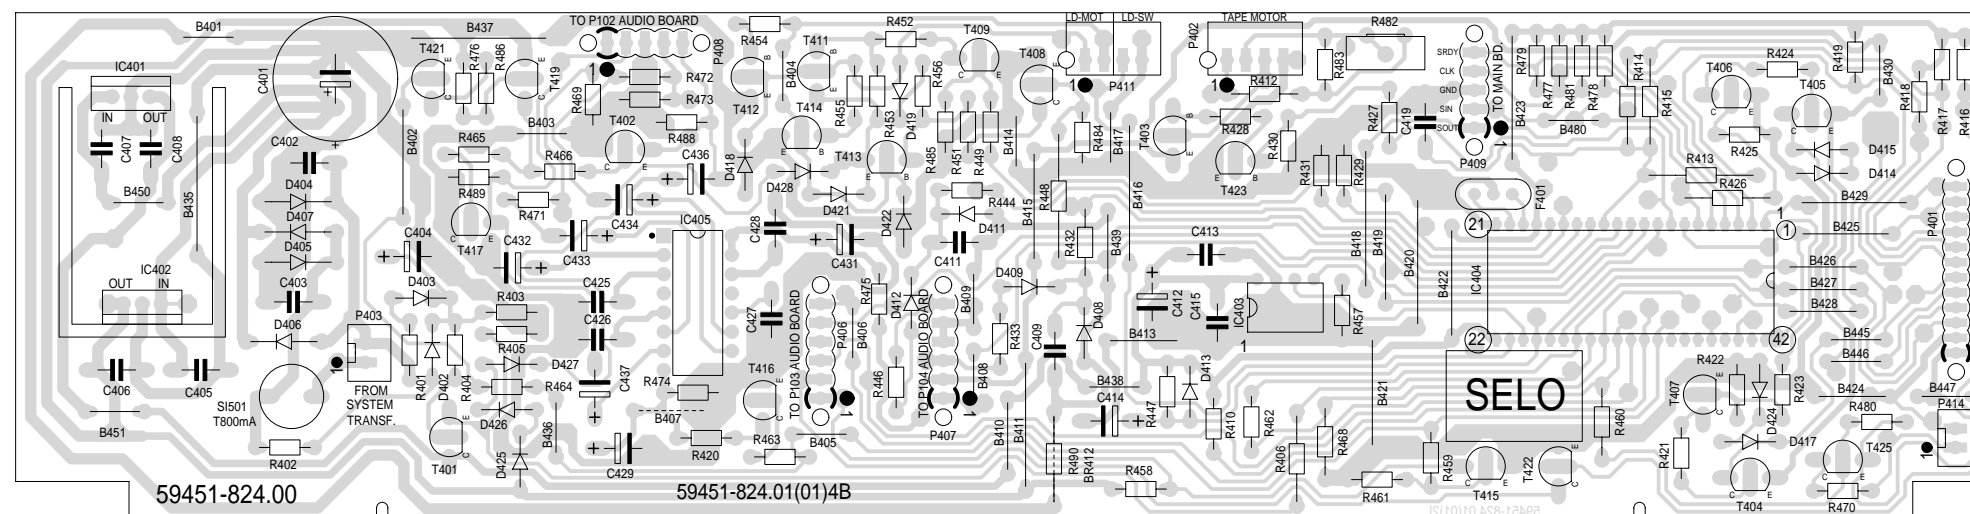 B401
B437
TO P102 AUDIO BOARD
P408
R454
T411
R452
T409
T408
LD-MOT
LD-SW
P402
TAPE MOTOR
R482
R483
SRDY
CLK
GND
SIN
SOUT
TO MAIN BD.
P409
R479
R477
R481
R478
R414
R415
B423
B480
R424
T406
T405
R419
B430
R418
R417
R416
IC401
IN
OUT
C401
T421
R476
R486
T419
R469
1
R472
R473
R488
T412
B404
T414
R455
R453
D419
R456
1
P411
1
R412
R428
R427
C419
1
C407
C408
C402
B402
R465
B403
T402
R466
C436
D418
D428
T413
R485
R451
R449
B414
R484
B417
T403
T423
R430
R431
R429
R413
R425
R426
D415
D414
B450
B435
D404
D407
D405
R489
R471
T417
C434
C433
IC405
C428
D421
C431
D422
R444
D411
C411
B415
R448
B416
R432
B439
C413
B418
B419
B420
B422
F401
21
1
1
IC404
B429
B425
B426
B427
B428
P401
IC402
OUT
IN
C404
D403
C432
C403
R403
C425
C426
R405
C427
TO P103 AUDIO BOARD
P406
B406
R475
D412
TO P104 AUDIO BOARD
B409
D409
R433
C409
D408
C412
C415
IC403
1
R457
B413
22
42
B445
B446
D406
P403
1
FROM
SYSTEM
TRANSF.
R401
D402
R404
D427
R464
D426
C437
R474
B407
T416
R446
B408
1
1
P407
B438
C414
R447
D413
R410
R462
B421
SELO
R460
R422
T407
R423
D424
B424
B447
P414
R480
C406
C405
SI501
T800mA
B451
R402
T401
D425
B436
C429
R420
R463
B405
B410
B411
R490
BR412
R458
R406
R468
R461
R459
T415
T422
R421
D417
T404
T425
R470
1
59451-824.00
59451-824.01(01)4B